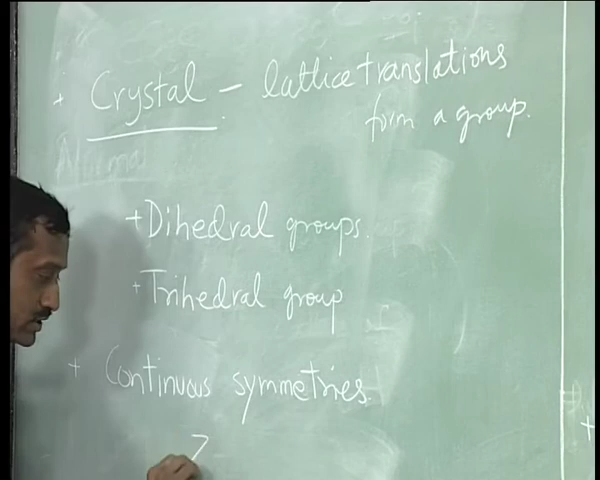 + Crystal – lattice translations
form a group.
+ Dihedral groups.
+ Trihedral group
+ Continuous symmetries.